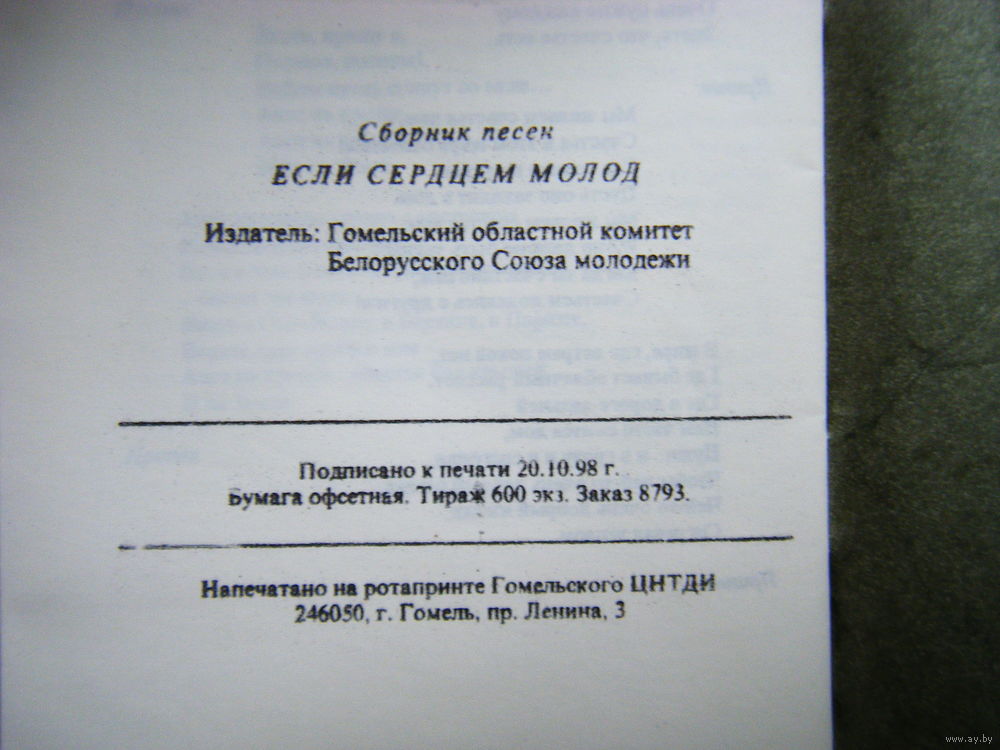 Сборник песен
ЕСЛИ СЕРДЦЕМ МОЛОД
Издатель: Гомельский областной комитет
Белорусского Союза молодежи
Подписано к печати 20.10.98 г.
Бумага офсетная. Тираж 600 экз. Заказ 8793.
Напечатано на ротапринте Гомельского ЦНТДИ
246050, г. Гомель, пр. Ленина, 3
www.ay.by